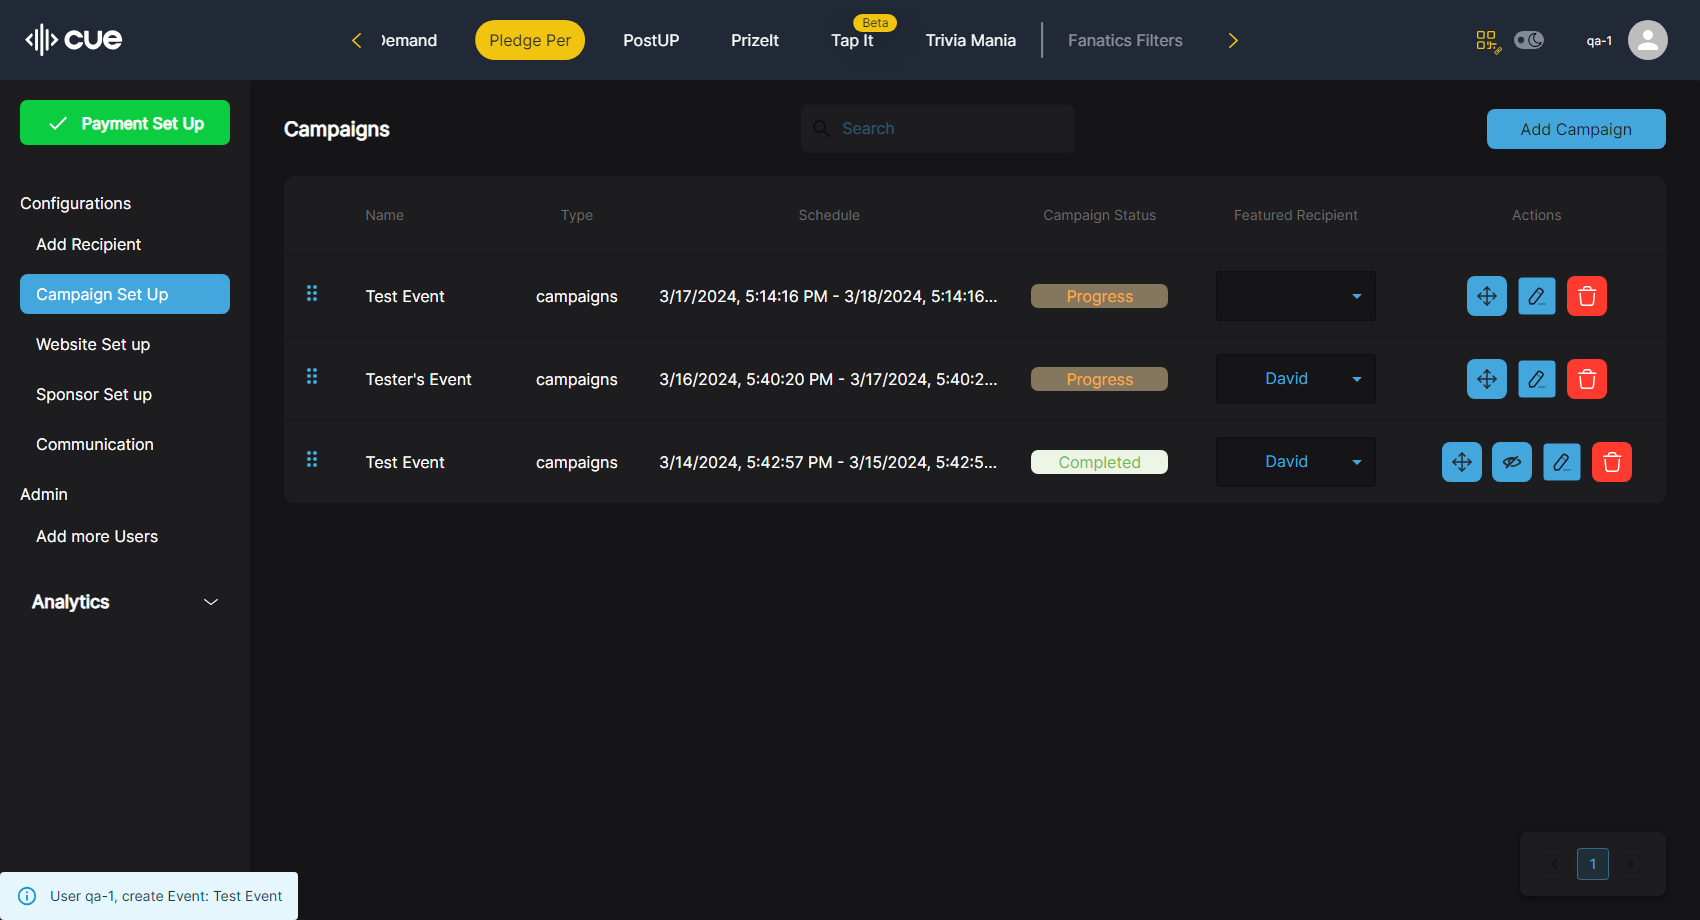 cue
Demand
Pledge Per
PostUP
PrizeIt
Beta
Tap It
Trivia Mania
Fanatics Filters
qa-1
Payment Set Up
Configurations
Add Recipient
Campaign Set Up
Website Set up
Sponsor Set up
Communication
Admin
Add more Users
Analytics
Campaigns
Search
Add Campaign
Name Type Schedule Campaign Status Featured Recipient Actions
Test Event campaigns 3/17/2024, 5:14:16 PM - 3/18/2024, 5:14:16... Progress
Tester's Event campaigns 3/16/2024, 5:40:20 PM - 3/17/2024, 5:40:2... Progress David
Test Event campaigns 3/14/2024, 5:42:57 PM - 3/15/2024, 5:42:5... Completed David
1
User qa-1, create Event: Test Event